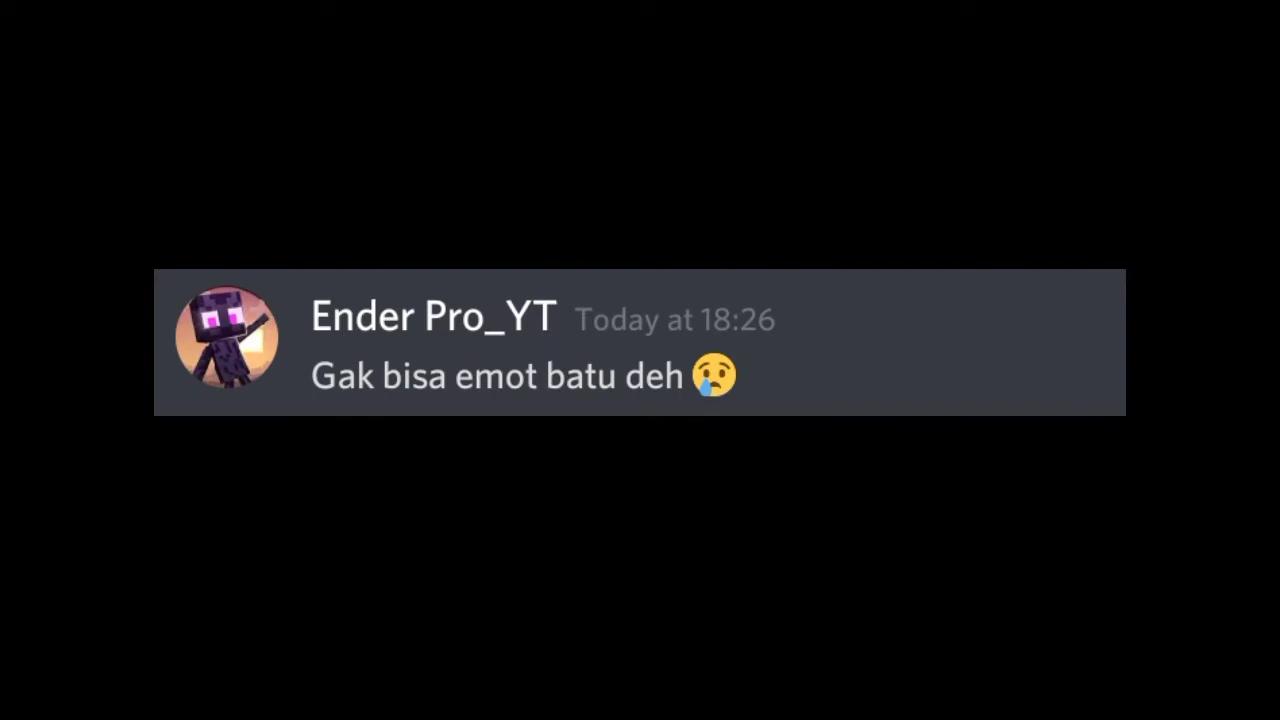 Ender Pro_YT Today at 18:26
Gak bisa emot batu deh 😢